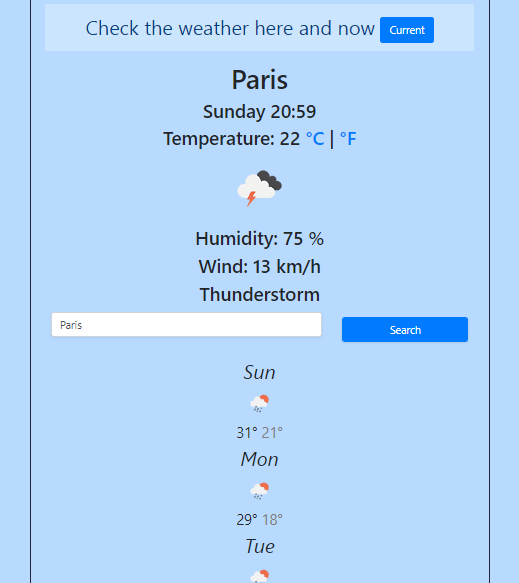 Check the weather here and now Current
Paris
Sunday 20:59
Temperature: 22 °C | °F
Humidity: 75 %
Wind: 13 km/h
Thunderstorm
Paris Search
Sun
31° 21°
Mon
29° 18°
Tue